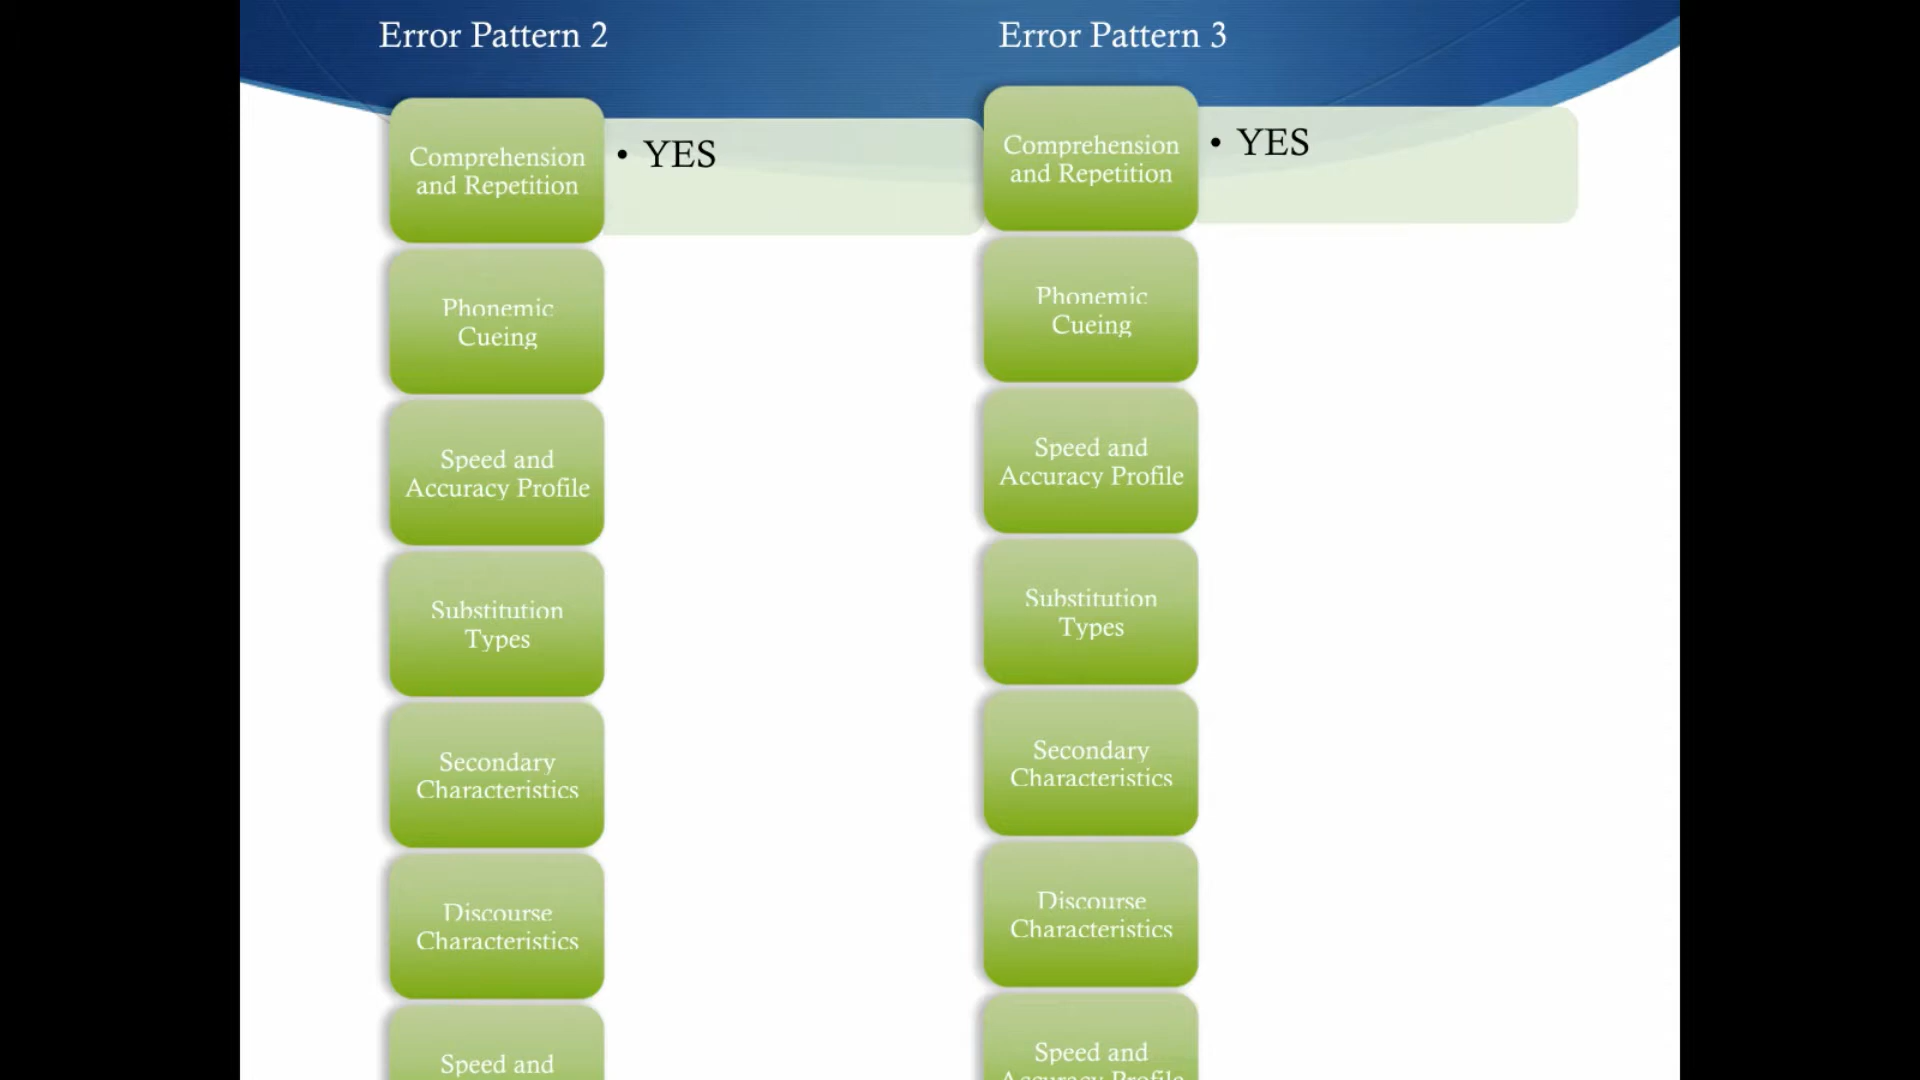 Error Pattern 2
Comprehension
and Repetition
• YES
Phonemic
Cueing
Speed and
Accuracy Profile
Substitution
Types
Secondary
Characteristics
Discourse
Characteristics
Speed and
Error Pattern 3
Comprehension
and Repetition
• YES
Phonemic
Cueing
Speed and
Accuracy Profile
Substitution
Types
Secondary
Characteristics
Discourse
Characteristics
Speed and
Accuracy Profile